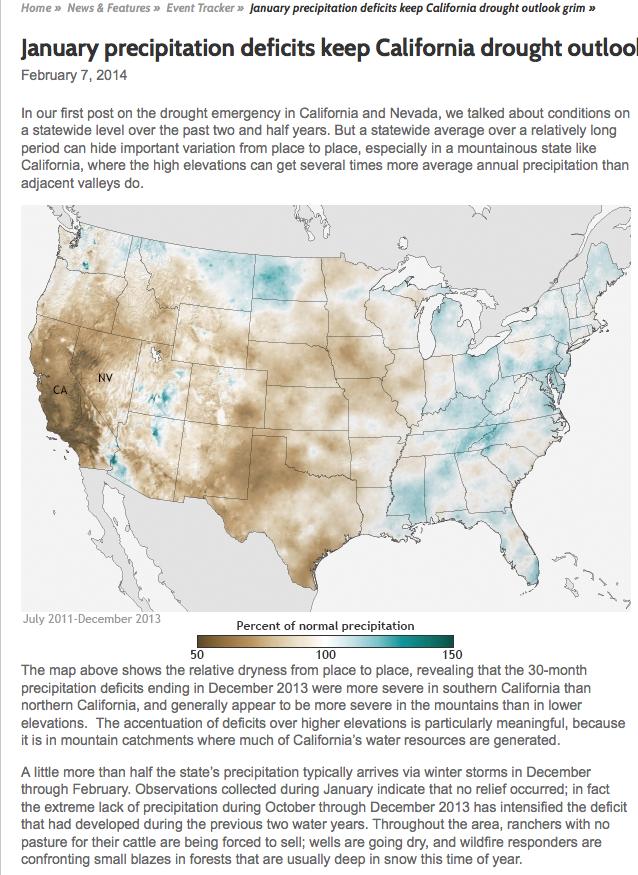 Home » News & Features » Event Tracker » January precipitation deficits keep California drought outlook grim »
January precipitation deficits keep California drought outloo
February 7, 2014
In our first post on the drought emergency in California and Nevada, we talked about conditions on
a statewide level over the past two and half years. But a statewide average over a relatively long
period can hide important variation from place to place, especially in a mountainous state like
California, where the high elevations can get several times more average annual precipitation than
adjacent valleys do.
NV
CA
July 2011-December 2013
Percent of normal precipitation
50 100 150
The map above shows the relative dryness from place to place, revealing that the 30-month
precipitation deficits ending in December 2013 were more severe in southern California than
northern California, and generally appear to be more severe in the mountains than in lower
elevations. The accentuation of deficits over higher elevations is particularly meaningful, because
it is in mountain catchments where much of California’s water resources are generated.
A little more than half the state’s precipitation typically arrives via winter storms in December
through February. Observations collected during January indicate that no relief occurred; in fact
the extreme lack of precipitation during October through December 2013 has intensified the deficit
that had developed during the previous two water years. Throughout the area, ranchers with no
pasture for their cattle are being forced to sell; wells are going dry, and wildfire responders are
confronting small blazes in forests that are usually deep in snow this time of year.